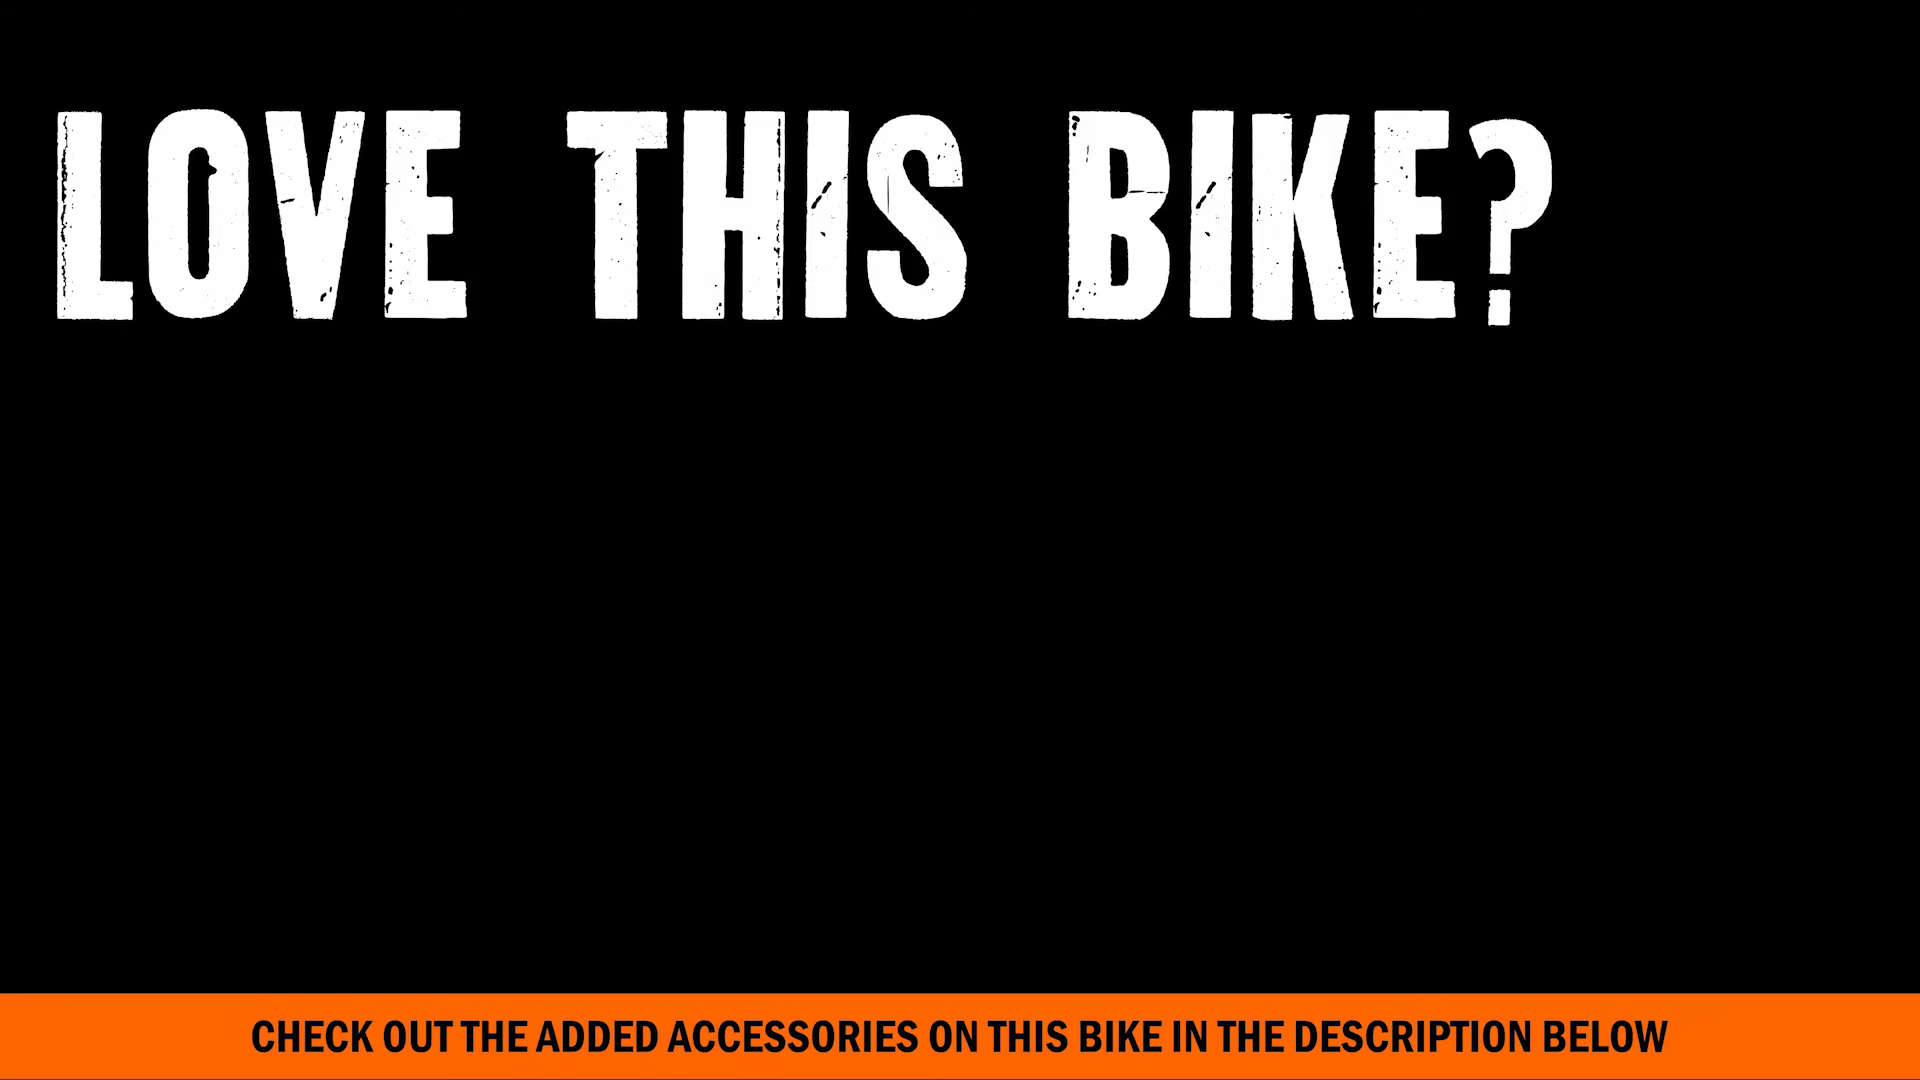 LOVE THIS BIKE?
CHECK OUT THE ADDED ACCESSORIES ON THIS BIKE IN THE DESCRIPTION BELOW